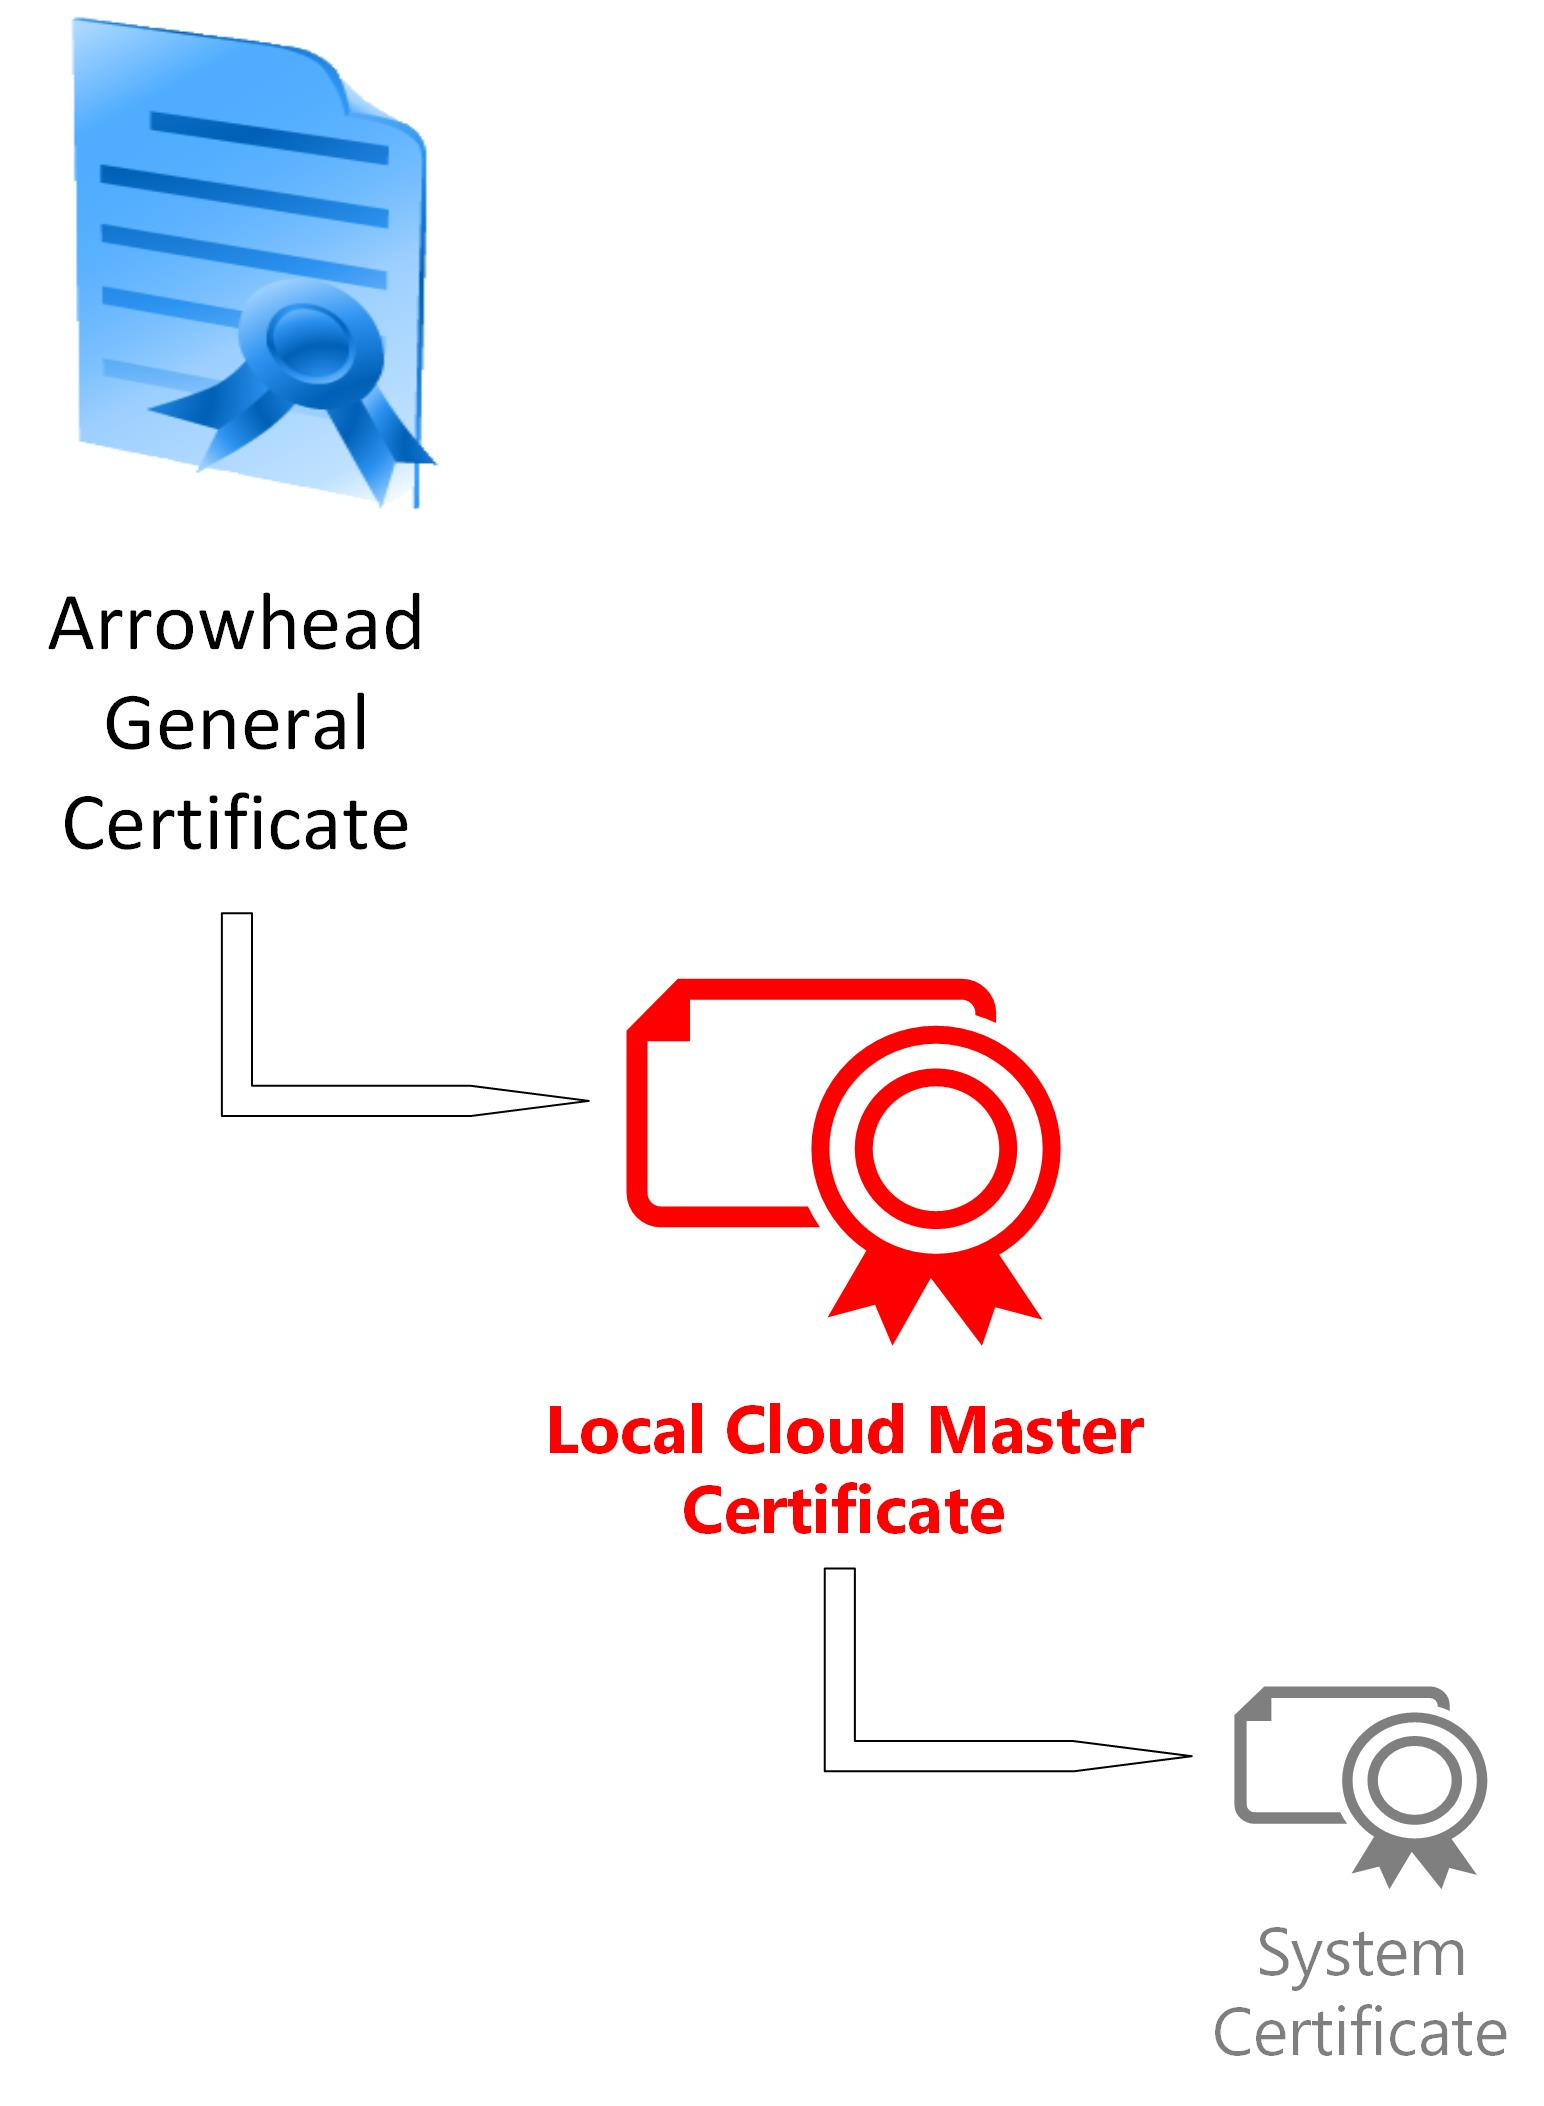 Arrowhead
General
Certificate
Local Cloud Master
Certificate
System
Certificate